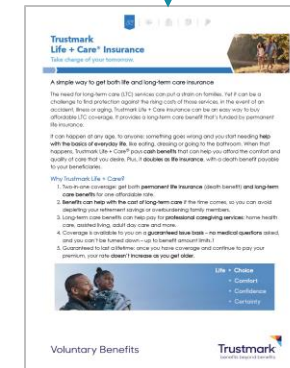 Trustmark
Life + Care® Insurance
Take charge of your tomorrow.
A simple way to get both life and long-term care insurance
The need for long-term care (LTC) services can put a strain on families. Yet it can be a
challenge to find protection against the rising costs of those services. In the event of an
accident, illness or aging, Trustmark Life + Care Insurance can be an easy way to buy
affordable LTC coverage. It provides a long-term care benefit that's funded by permanent
life insurance.
It can happen at any age, to anyone: something goes wrong and you start needing help
with the basics of everyday life, like eating, dressing or going to the bathroom. When that
happens, Trustmark Life + Care® pays cash benefits that can help you afford the comfort and
quality of care that you desire. Plus, it doubles as life insurance, with a death benefit payable
to your beneficiaries.
Why Trustmark Life + Care?
1. Two-in-one coverage: get both permanent life insurance (death benefit) and long-term
care benefits for one affordable rate.
2. Benefits can help with the cost of long-term care if the time comes, so you can avoid
depleting your retirement savings or overburdening family members.
3. Long-term care benefits can help pay for professional caregiving services: home health
care, assisted living, adult day care and more.
4. Coverage is available to you on a guaranteed issue basis – no medical questions asked,
and you can't be turned down – up to benefit amount limits.†
5. Guaranteed to last a lifetime: once you have coverage and continue to pay your
premium, your rate doesn't increase as you get older.
Life + Choice
+ Comfort
+ Confidence
+ Certainty
Voluntary Benefits
Trustmark
benefits beyond benefits